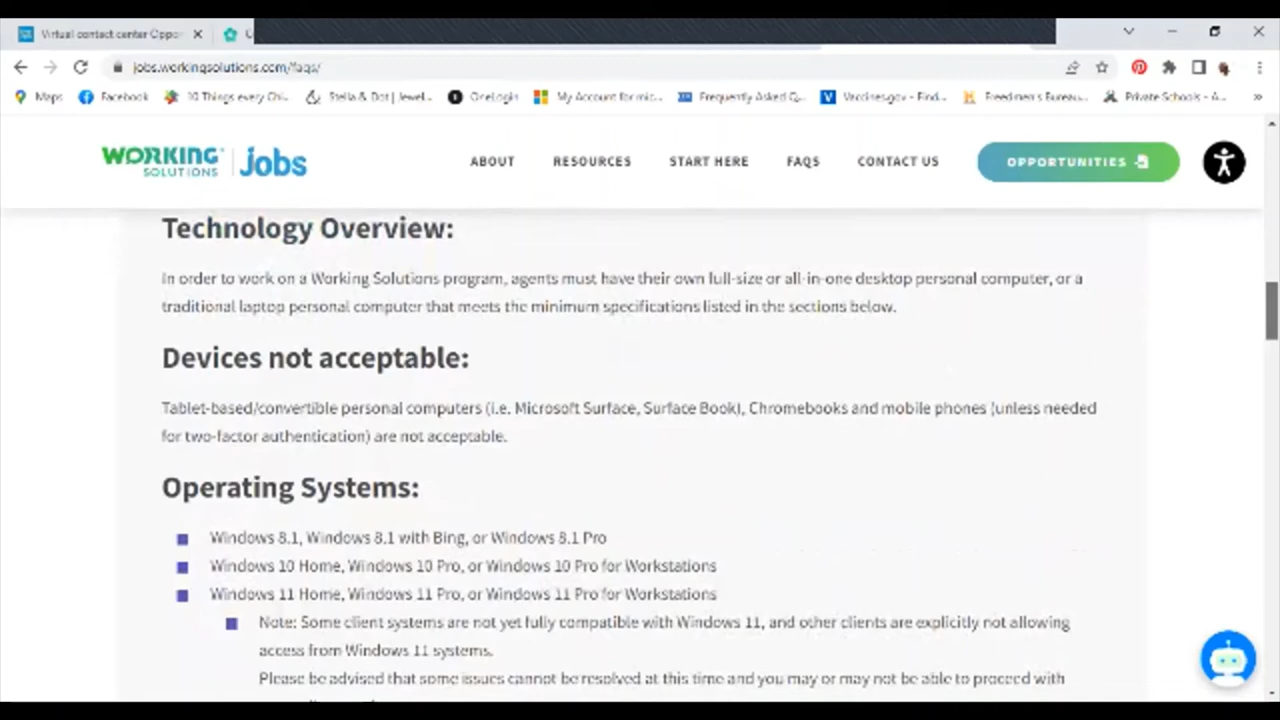 Virtual contact center Oppo
jobs.workingsolutions.com/faqs/
Maps
Facebook
10 Things every Chi...
Stella & Dot | Jewel...
OneLogin
My Account for mic...
Frequently Asked Q...
Vaccines.gov - Find...
Freedmen's Bureau...
Private Schools - A...
»
WORKING
SOLUTIONS
jobs
ABOUT
RESOURCES
START HERE
FAQS
CONTACT US
OPPORTUNITIES
Technology Overview:
In order to work on a Working Solutions program, agents must have their own full-size or all-in-one desktop personal computer, or a
traditional laptop personal computer that meets the minimum specifications listed in the sections below.
Devices not acceptable:
Tablet-based/convertible personal computers (i.e. Microsoft Surface, Surface Book), Chromebooks and mobile phones (unless needed
for two-factor authentication) are not acceptable.
Operating Systems:
Windows 8.1, Windows 8.1 with Bing, or Windows 8.1 Pro
Windows 10 Home, Windows 10 Pro, or Windows 10 Pro for Workstations
Windows 11 Home, Windows 11 Pro, or Windows 11 Pro for Workstations
Note: Some client systems are not yet fully compatible with Windows 11, and other clients are explicitly not allowing
access from Windows 11 systems.
Please be advised that some issues cannot be resolved at this time and you may or may not be able to proceed with